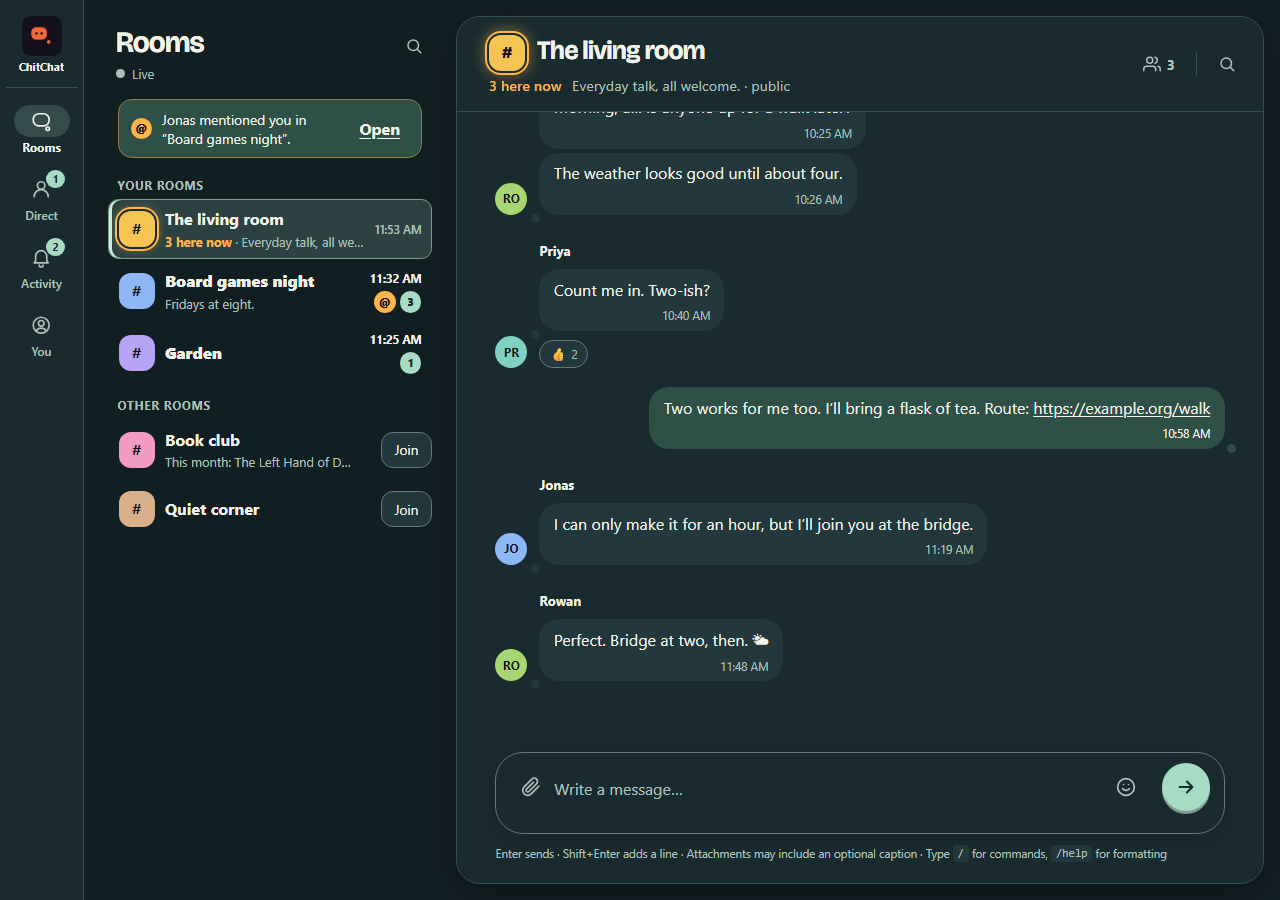 ChitChat
Rooms
1
Direct
2
Activity
You
Rooms
Live
@ Jonas mentioned you in
“Board games night”.
Open
YOUR ROOMS
# The living room
3 here now · Everyday talk, all we...
11:53 AM
# Board games night 11:32 AM
Fridays at eight. @ 3
# Garden 11:25 AM
1
OTHER ROOMS
# Book club
This month: The Left Hand of D...
Join
# Quiet corner Join
# The living room
3 here now Everyday talk, all welcome. · public
3
10:25 AM
The weather looks good until about four.
10:26 AM
RO
Priya
Count me in. Two-ish?
10:40 AM
PR 👍 2
Two works for me too. I’ll bring a flask of tea. Route: https://example.org/walk
10:58 AM
Jonas
I can only make it for an hour, but I’ll join you at the bridge.
11:19 AM
JO
Rowan
Perfect. Bridge at two, then. 🌥️
11:48 AM
RO
Write a message...
Enter sends · Shift+Enter adds a line · Attachments may include an optional caption · Type / for commands, /help for formatting